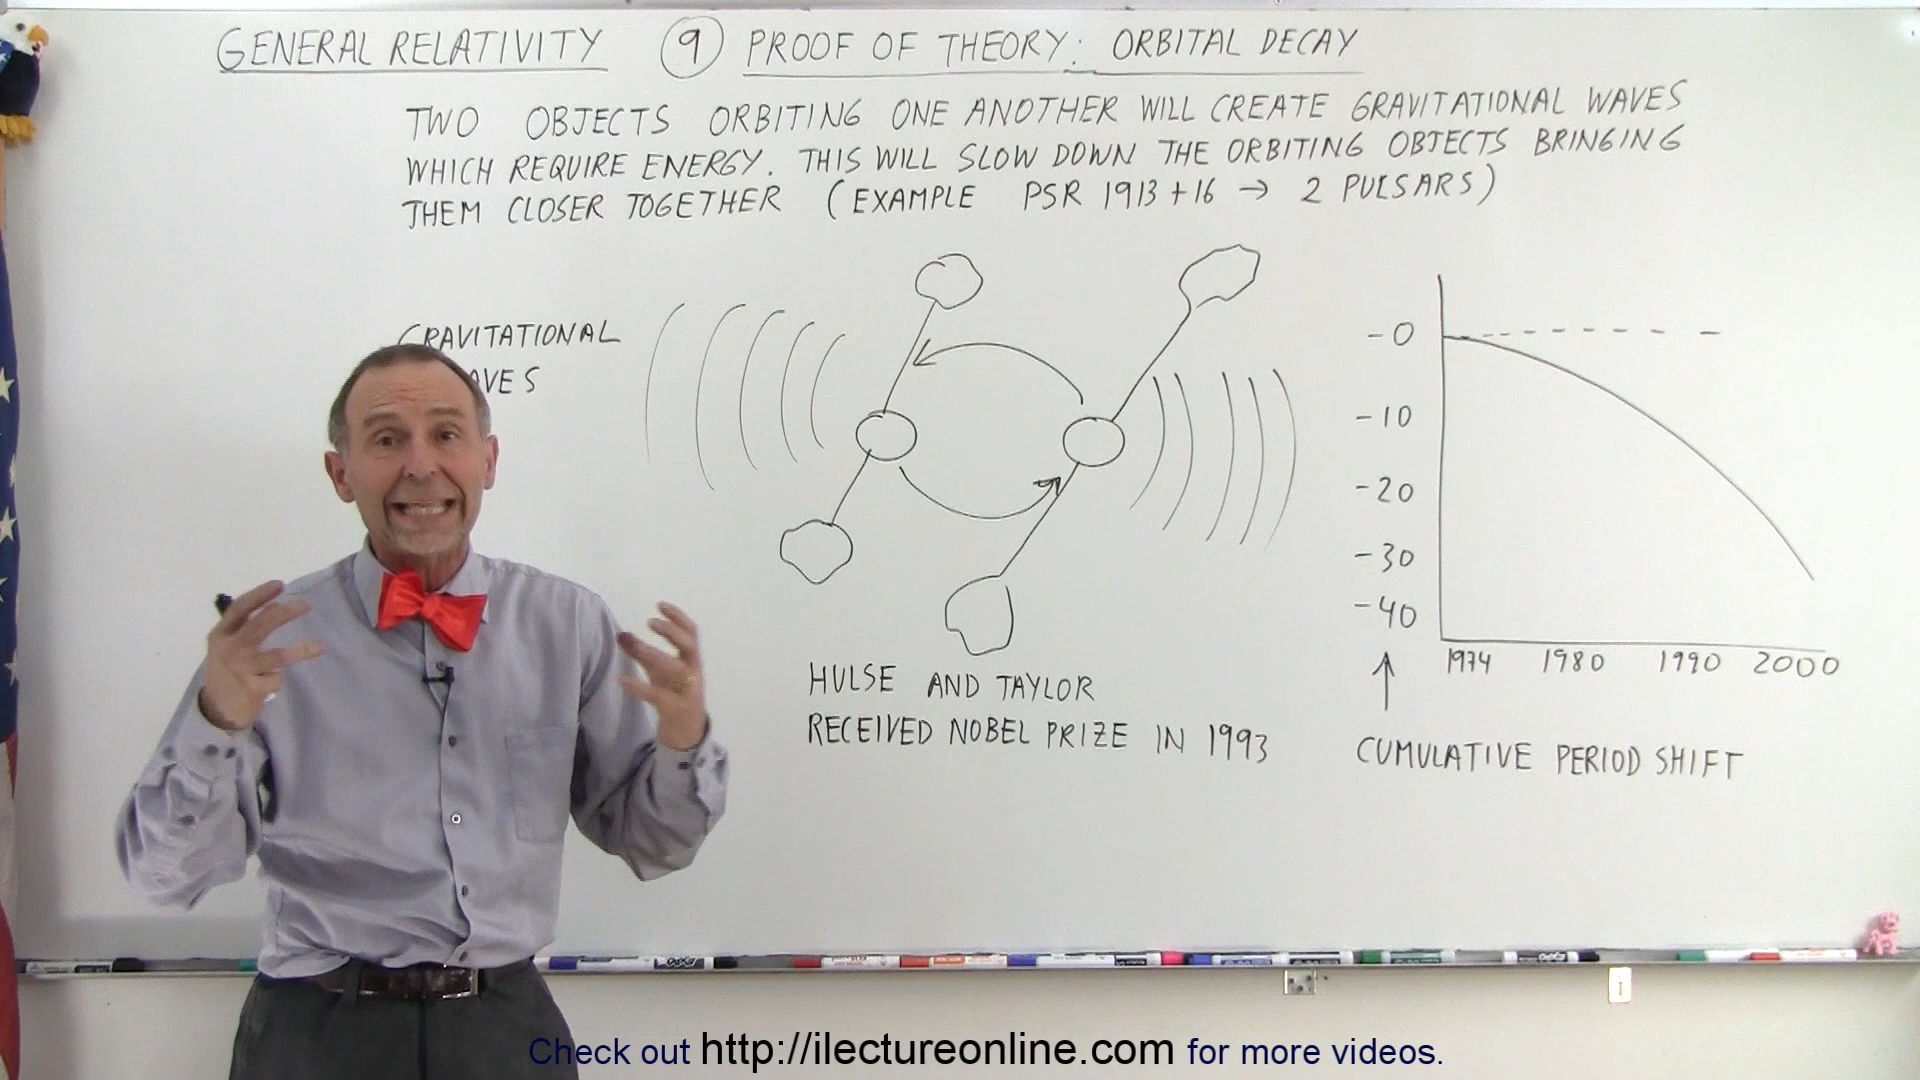 GENERAL RELATIVITY 9 PROOF OF THEORY: ORBITAL DECAY
TWO OBJECTS ORBITING ONE ANOTHER WILL CREATE GRAVITATIONAL WAVES
WHICH REQUIRE ENERGY. THIS WILL SLOW DOWN THE ORBITING OBJECTS BRINGING
THEM CLOSER TOGETHER (EXAMPLE PSR 1913+16 → 2 PULSARS)
GRAVITATIONAL
AVES
-0
-10
-20
-30
-40
1974 1980 1990 2000
CUMULATIVE PERIOD SHIFT
HULSE AND TAYLOR
RECEIVED NOBEL PRIZE IN 1993
Check out http://ilectureonline.com for more videos.